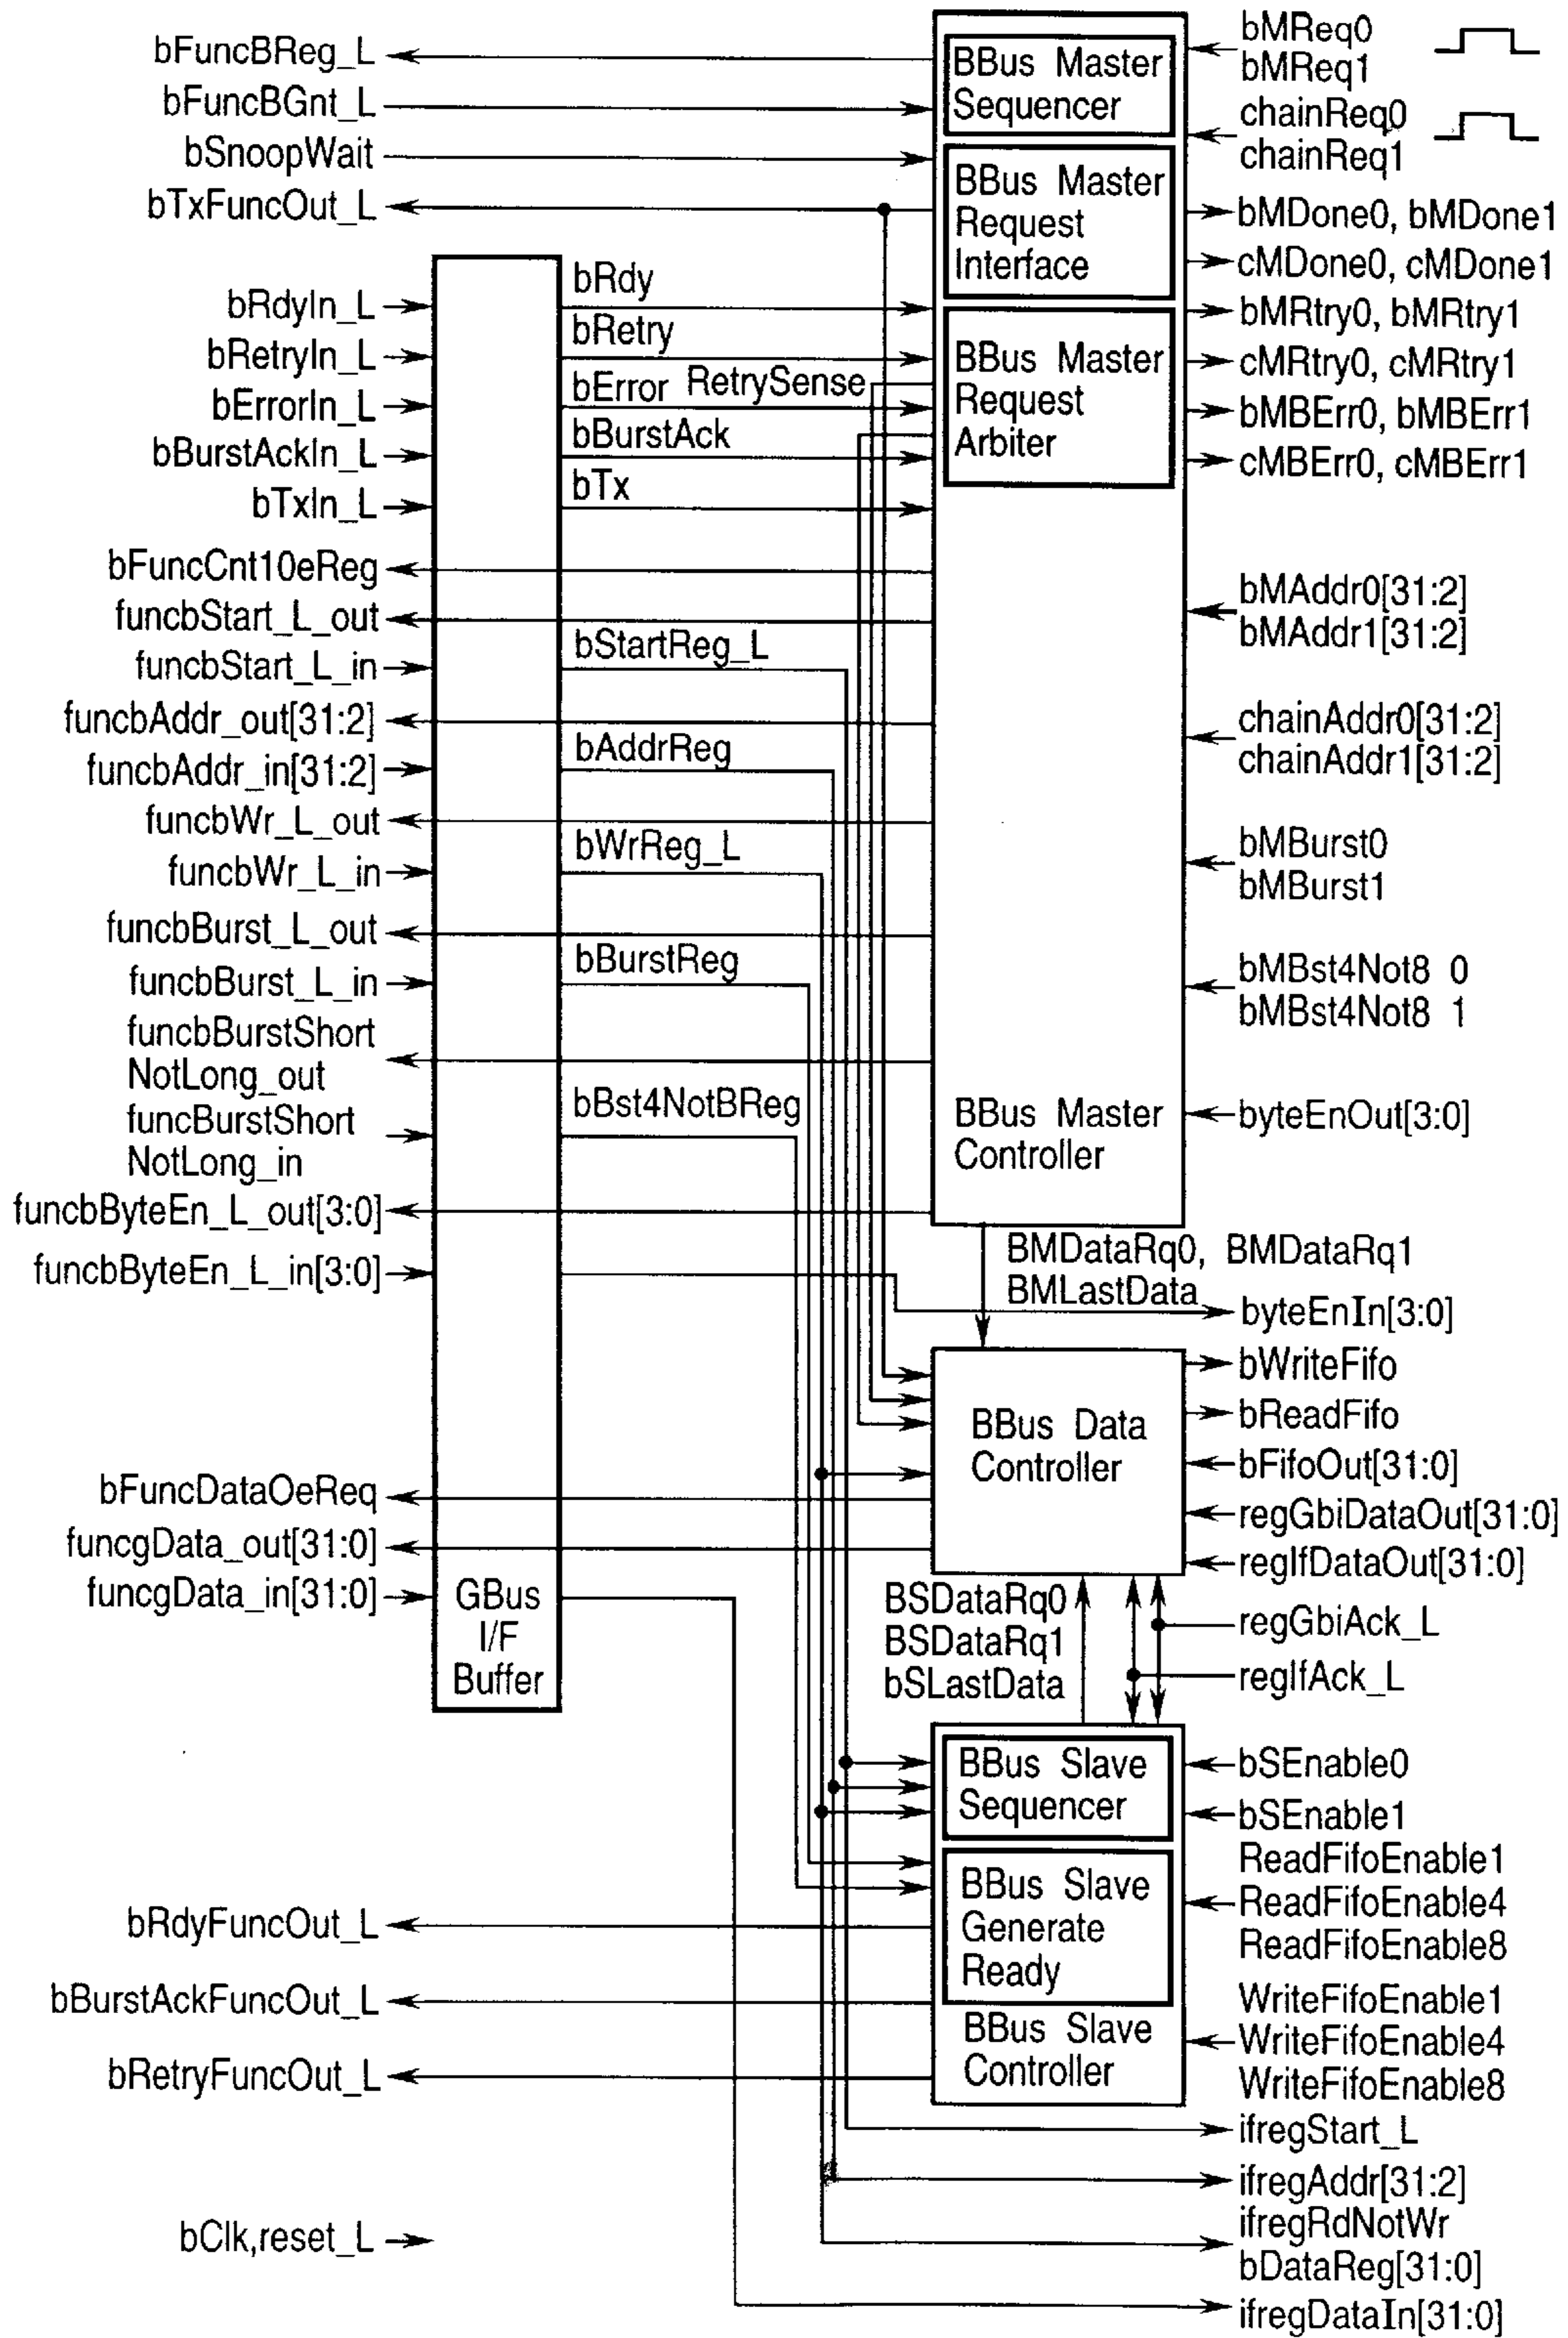 bFuncBReg_L
bFuncBGnt_L
bSnoopWait
bTxFuncOut_L
bRdyIn_L
bRetryIn_L
bErrorIn_L
bBurstAckIn_L
bTxIn_L
bFuncCnt10eReg
funcbStart_L_out
funcbStart_L_in
funcbAddr_out[31:2]
funcbAddr_in[31:2]
funcbWr_L_out
funcbWr_L_in
funcbBurst_L_out
funcbBurst_L_in
funcbBurstShort
NotLong_out
funcBurstShort
NotLong_in
funcbByteEn_L_out[3:0]
funcbByteEn_L_in[3:0]
bFuncDataOeReq
funcgData_out[31:0]
funcgData_in[31:0]
bRdyFuncOut_L
bBurstAckFuncOut_L
bRetryFuncOut_L
bClk,reset_L
GBus
I/F
Buffer
bRdy
bRetry
bError RetrySense
bBurstAck
bTx
bStartReg_L
bAddrReg
bWrReg_L
bBurstReg
bBst4NotBReg
BBus Master
Sequencer
BBus Master
Request
Interface
BBus Master
Request
Arbiter
BBus Master
Controller
BMDataRq0, BMDataRq1
BMLastData
BBus Data
Controller
BSDataRq0
BSDataRq1
bSLastData
BBus Slave
Sequencer
BBus Slave
Generate
Ready
BBus Slave
Controller
bMReq0
bMReq1
chainReq0
chainReq1
bMDone0, bMDone1
cMDone0, cMDone1
bMRtry0, bMRtry1
cMRtry0, cMRtry1
bMBErr0, bMBErr1
cMBErr0, cMBErr1
bMAddr0[31:2]
bMAddr1[31:2]
chainAddr0[31:2]
chainAddr1[31:2]
bMBurst0
bMBurst1
bMBst4Not8 0
bMBst4Not8 1
byteEnOut[3:0]
byteEnIn[3:0]
bWriteFifo
bReadFifo
bFifoOut[31:0]
regGbiDataOut[31:0]
regIfDataOut[31:0]
regGbiAck_L
regIfAck_L
bSEnable0
bSEnable1
ReadFifoEnable1
ReadFifoEnable4
ReadFifoEnable8
WriteFifoEnable1
WriteFifoEnable4
WriteFifoEnable8
ifregStart_L
ifregAddr[31:2]
ifregRdNotWr
bDataReg[31:0]
ifregDataIn[31:0]